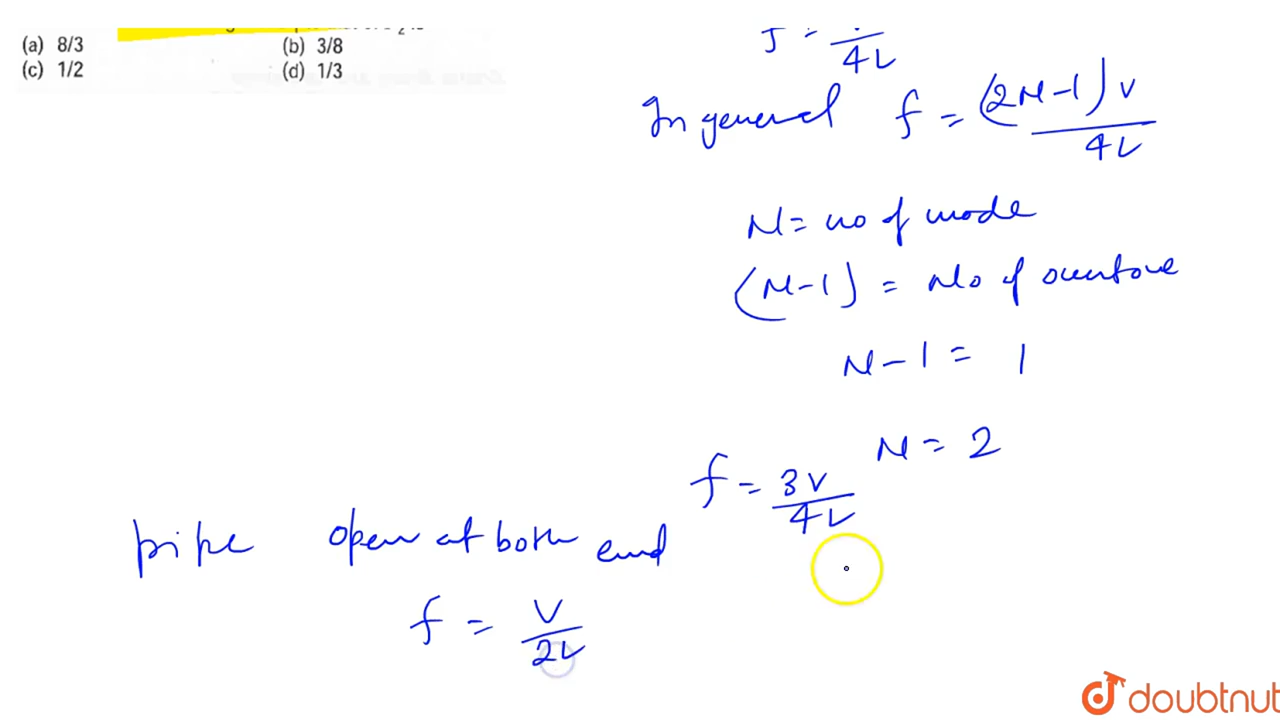 (a) 8/3 (b) 3/8
(c) 1/2 (d) 1/3
4L
In general f = (2N-1) V
4L
N = no of mode
(N-1) = No of overtone
N - 1 = 1
N = 2
f = 3V
4L
pipe open at both end
f = V
2L
doubtnut